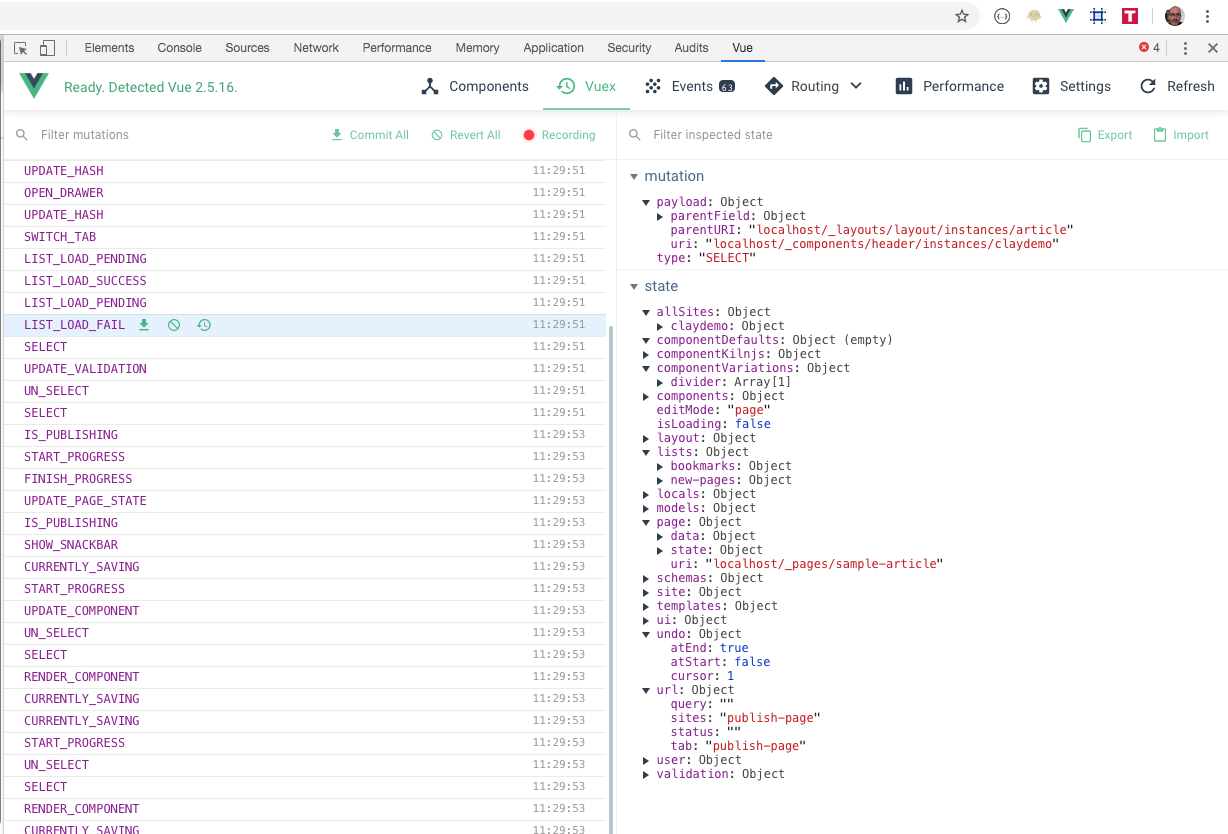 Elements Console Sources Network Performance Memory Application Security Audits Vue 4
Ready. Detected Vue 2.5.16. Components Vuex Events 63 Routing Performance Settings Refresh
Filter mutations Commit All Revert All Recording
UPDATE_HASH 11:29:51
OPEN_DRAWER 11:29:51
UPDATE_HASH 11:29:51
SWITCH_TAB 11:29:51
LIST_LOAD_PENDING 11:29:51
LIST_LOAD_SUCCESS 11:29:51
LIST_LOAD_PENDING 11:29:51
LIST_LOAD_FAIL 11:29:51
SELECT 11:29:51
UPDATE_VALIDATION 11:29:51
UN_SELECT 11:29:51
SELECT 11:29:51
IS_PUBLISHING 11:29:53
START_PROGRESS 11:29:53
FINISH_PROGRESS 11:29:53
UPDATE_PAGE_STATE 11:29:53
IS_PUBLISHING 11:29:53
SHOW_SNACKBAR 11:29:53
CURRENTLY_SAVING 11:29:53
START_PROGRESS 11:29:53
UPDATE_COMPONENT 11:29:53
UN_SELECT 11:29:53
SELECT 11:29:53
RENDER_COMPONENT 11:29:53
CURRENTLY_SAVING 11:29:53
CURRENTLY_SAVING 11:29:53
START_PROGRESS 11:29:53
UN_SELECT 11:29:53
SELECT 11:29:53
RENDER_COMPONENT 11:29:53
CURRENTLY_SAVING 11:29:53
Filter inspected state Export Import
mutation
payload: Object
parentField: Object
parentURI: "localhost/_layouts/layout/instances/article"
uri: "localhost/_components/header/instances/claydemo"
type: "SELECT"
state
allSites: Object
claydemo: Object
componentDefaults: Object (empty)
componentKilnjs: Object
componentVariations: Object
divider: Array[1]
components: Object
editMode: "page"
isLoading: false
layout: Object
lists: Object
bookmarks: Object
new-pages: Object
locals: Object
models: Object
page: Object
data: Object
state: Object
uri: "localhost/_pages/sample-article"
schemas: Object
site: Object
templates: Object
ui: Object
undo: Object
atEnd: true
atStart: false
cursor: 1
url: Object
query: ""
sites: "publish-page"
status: ""
tab: "publish-page"
user: Object
validation: Object